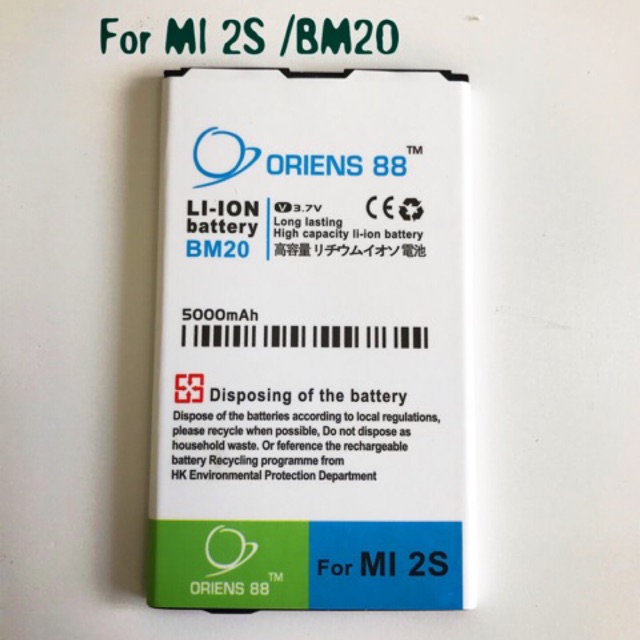 For MI 2S /BM20
ORIENS 88™
LI-ION
battery
BM20
V 3.7V
Long lasting
High capacity li-ion battery
高容量リチウムイオン電池
5000mAh
Disposing of the battery
Dispose of the batteries according to local regulations,
please recycle when possible, Do not dispose as
household waste. Or feference the rechargeable
battery Recycling programme from
HK Environmental Protection Department
ORIENS 88™
For MI 2S